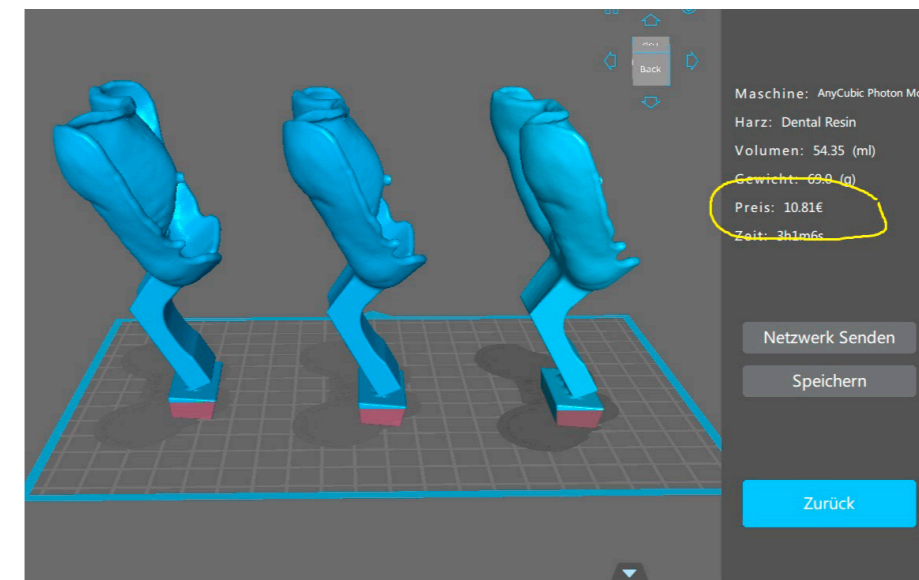 Back
Maschine: AnyCubic Photon Mo
Harz: Dental Resin
Volumen: 54.35 (ml)
Gewicht: 69.0 (g)
Preis: 10.81€
Zeit: 3h1m6s
Netzwerk Senden
Speichern
Zurück